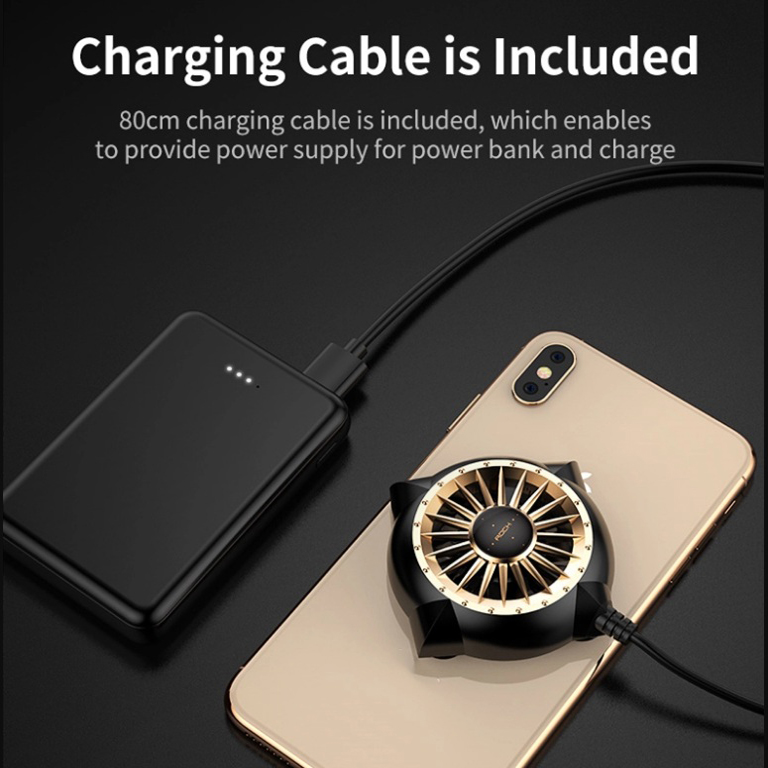 Charging Cable is Included
80cm charging cable is included, which enables
to provide power supply for power bank and charge
ROCK